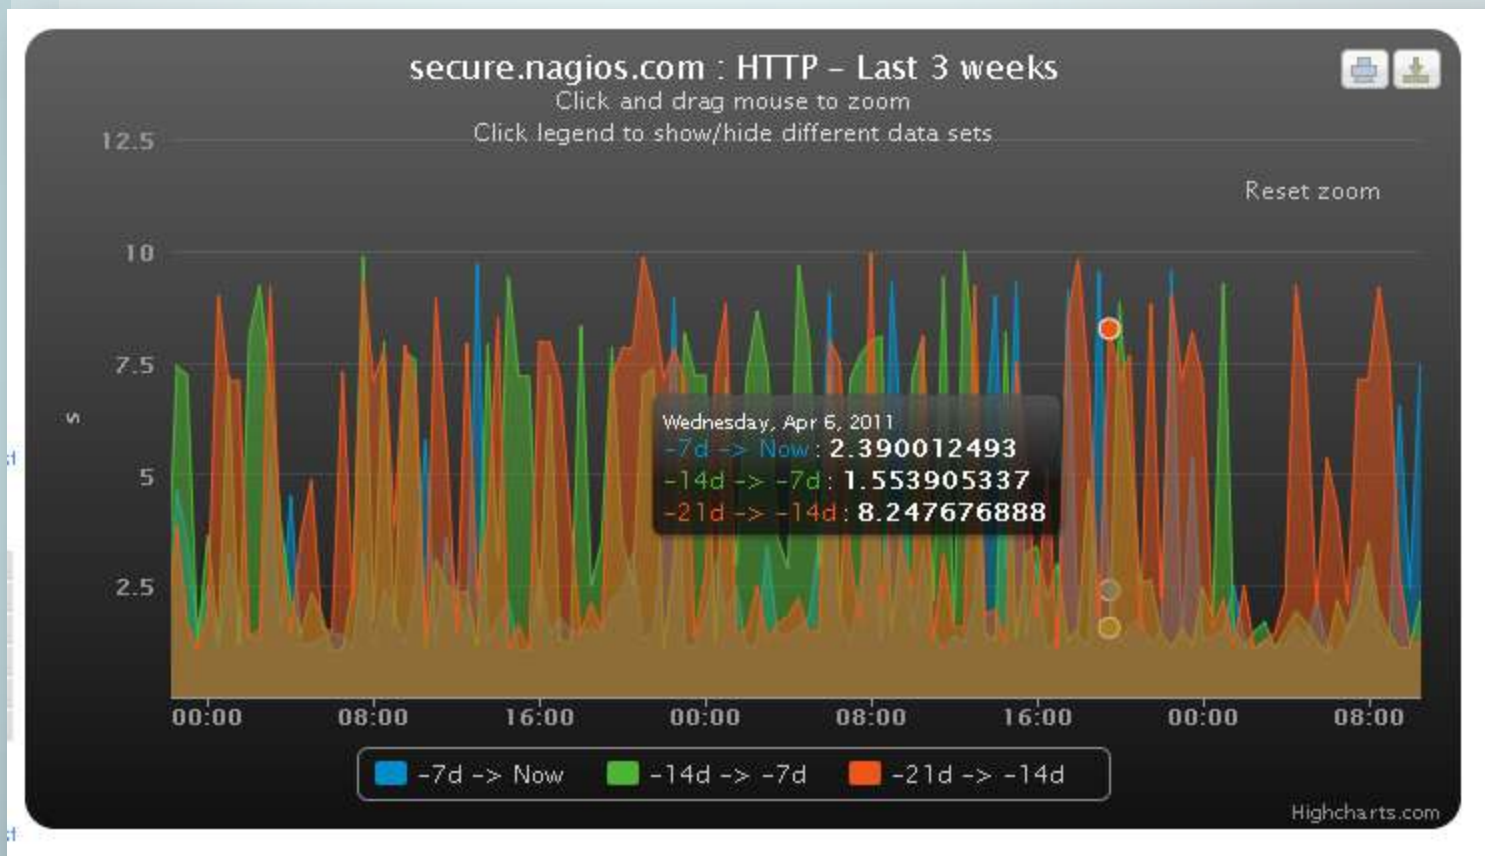 secure.nagios.com : HTTP - Last 3 weeks
Click and drag mouse to zoom
Click legend to show/hide different data sets
Reset zoom
12.5
10
7.5
5
2.5
s
Wednesday, Apr 6, 2011
-7d -> Now: 2.390012493
-14d -> -7d: 1.553905337
-21d -> -14d: 8.247676888
00:00 08:00 16:00 00:00 08:00 16:00 00:00 08:00
-7d -> Now -14d -> -7d -21d -> -14d
Highcharts.com